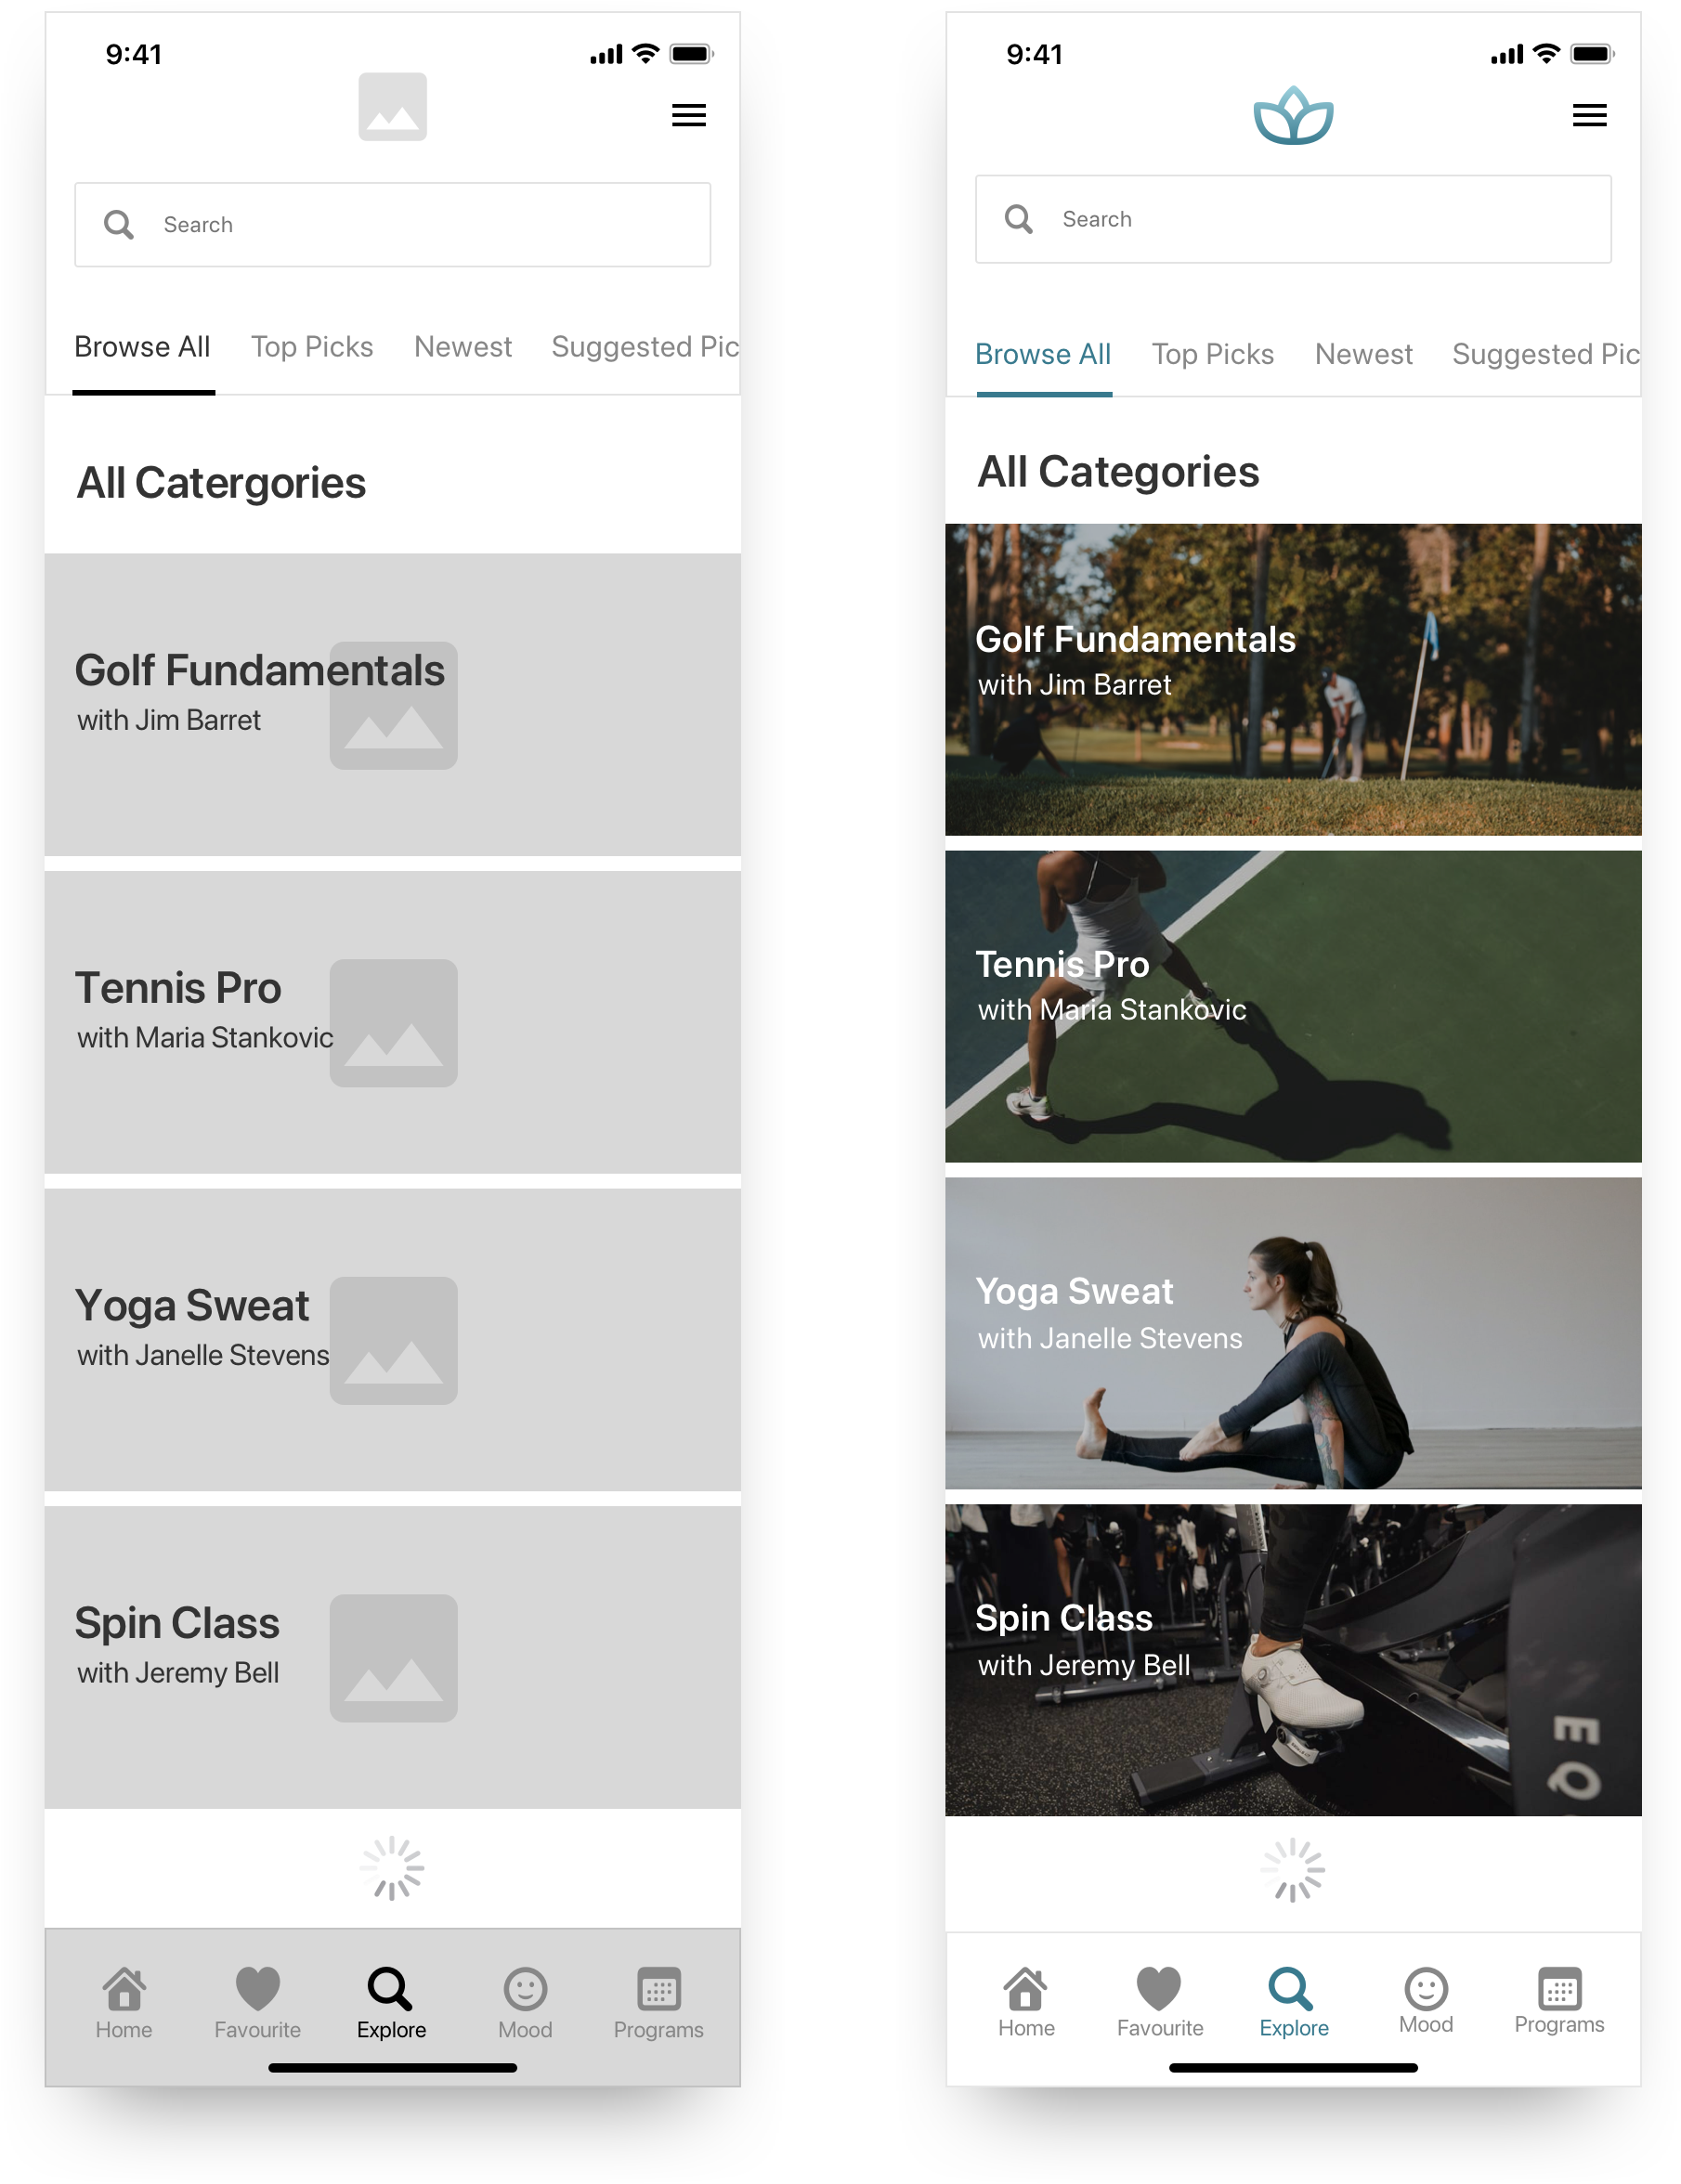 9:41
Search
Browse All Top Picks Newest Suggested Pic
All Catergories
Golf Fundamentals
with Jim Barret
Tennis Pro
with Maria Stankovic
Yoga Sweat
with Janelle Stevens
Spin Class
with Jeremy Bell
Home Favourite Explore Mood Programs
9:41
Search
Browse All Top Picks Newest Suggested Pic
All Categories
Golf Fundamentals
with Jim Barret
Tennis Pro
with Maria Stankovic
Yoga Sweat
with Janelle Stevens
Spin Class
with Jeremy Bell
EQ
Home Favourite Explore Mood Programs